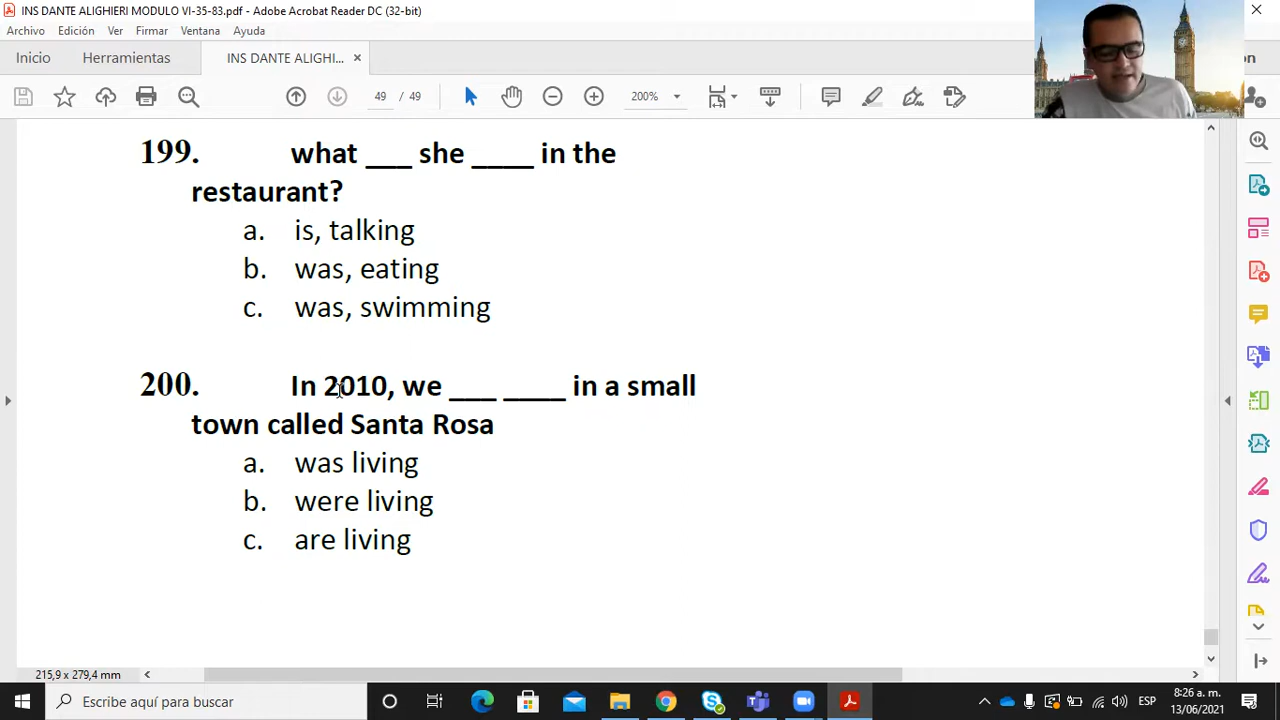 INS DANTE ALIGHIERI MODULO VI-35-83.pdf - Adobe Acrobat Reader DC (32-bit)
Archivo Edición Ver Firmar Ventana Ayuda
Inicio Herramientas INS DANTE ALIGHI...
49 / 49 200%
199. what ___ she ____ in the
restaurant?
a. is, talking
b. was, eating
c. was, swimming
200. In 2010, we ___ ____ in a small
town called Santa Rosa
a. was living
b. were living
c. are living
215,9 x 279,4 mm
Escribe aquí para buscar
ESP
8:26 a. m.
13/06/2021